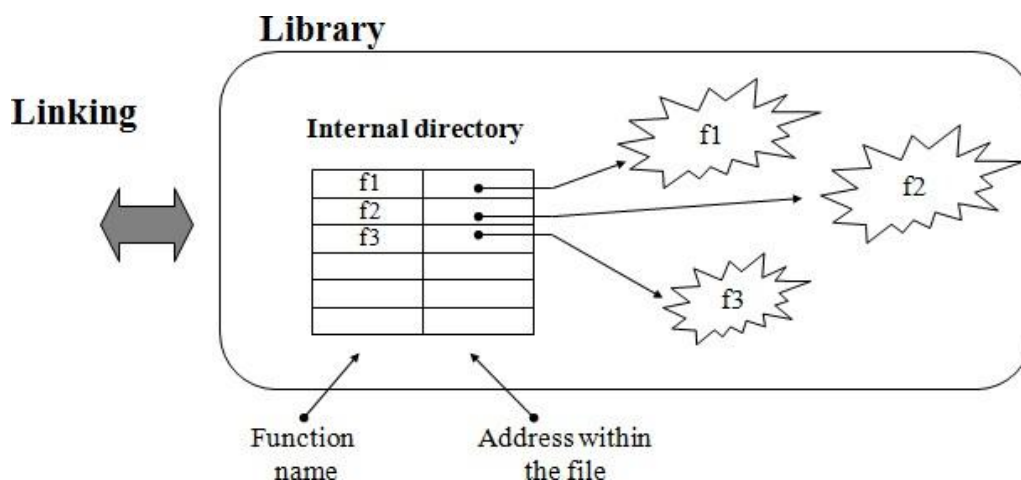 Library
Linking
Internal directory
f1
f2
f3
f1
f2
f3
Function
name
Address within
the file